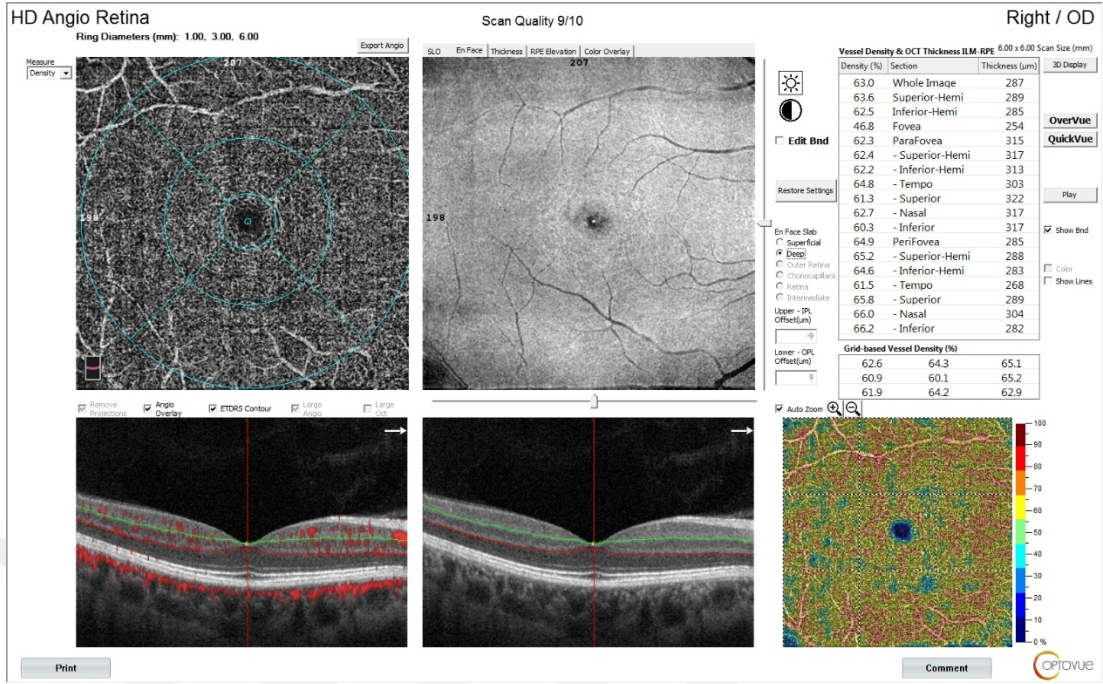 HD Angio Retina
Scan Quality 9/10
Right / OD
Ring Diameters (mm): 1.00, 3.00, 6.00
Export Angio
Measure
Density
207
198
SLO En Face Thickness RPE Elevation Color Overlay
207
198
Edit Bnd
Restore Settings
En Face Slab
Superficial
Deep
Outer Retina
Choriocapillaris
Retina
Intermediate
Upper - IPL
Offset(um)
-9
Lower - OPL
Offset(um)
9
Vessel Density & OCT Thickness ILM-RPE 6.00 x 6.00 Scan Size (mm)
Density (%) Section Thickness (µm)
63.0 Whole Image 287
63.6 Superior-Hemi 289
62.5 Inferior-Hemi 285
46.8 Fovea 254
62.3 ParaFovea 315
62.4 - Superior-Hemi 317
62.2 - Inferior-Hemi 313
64.8 - Tempo 303
61.3 - Superior 322
62.7 - Nasal 317
60.3 - Inferior 317
64.9 PeriFovea 285
65.2 - Superior-Hemi 288
64.6 - Inferior-Hemi 283
61.5 - Tempo 268
65.8 - Superior 289
66.0 - Nasal 304
66.2 - Inferior 282
Grid-based Vessel Density (%)
62.6 64.3 65.1
60.9 60.1 65.2
61.9 64.2 62.9
3D Display
OverVue
QuickVue
Play
Show Bnd
Color
Show Lines
Remove Projections
Angio Overlay
ETDRS Contour
Large Angio
Large Oct
Auto Zoom
100
90
80
70
60
50
40
30
20
10
0 %
Print
Comment
OPTOVUE